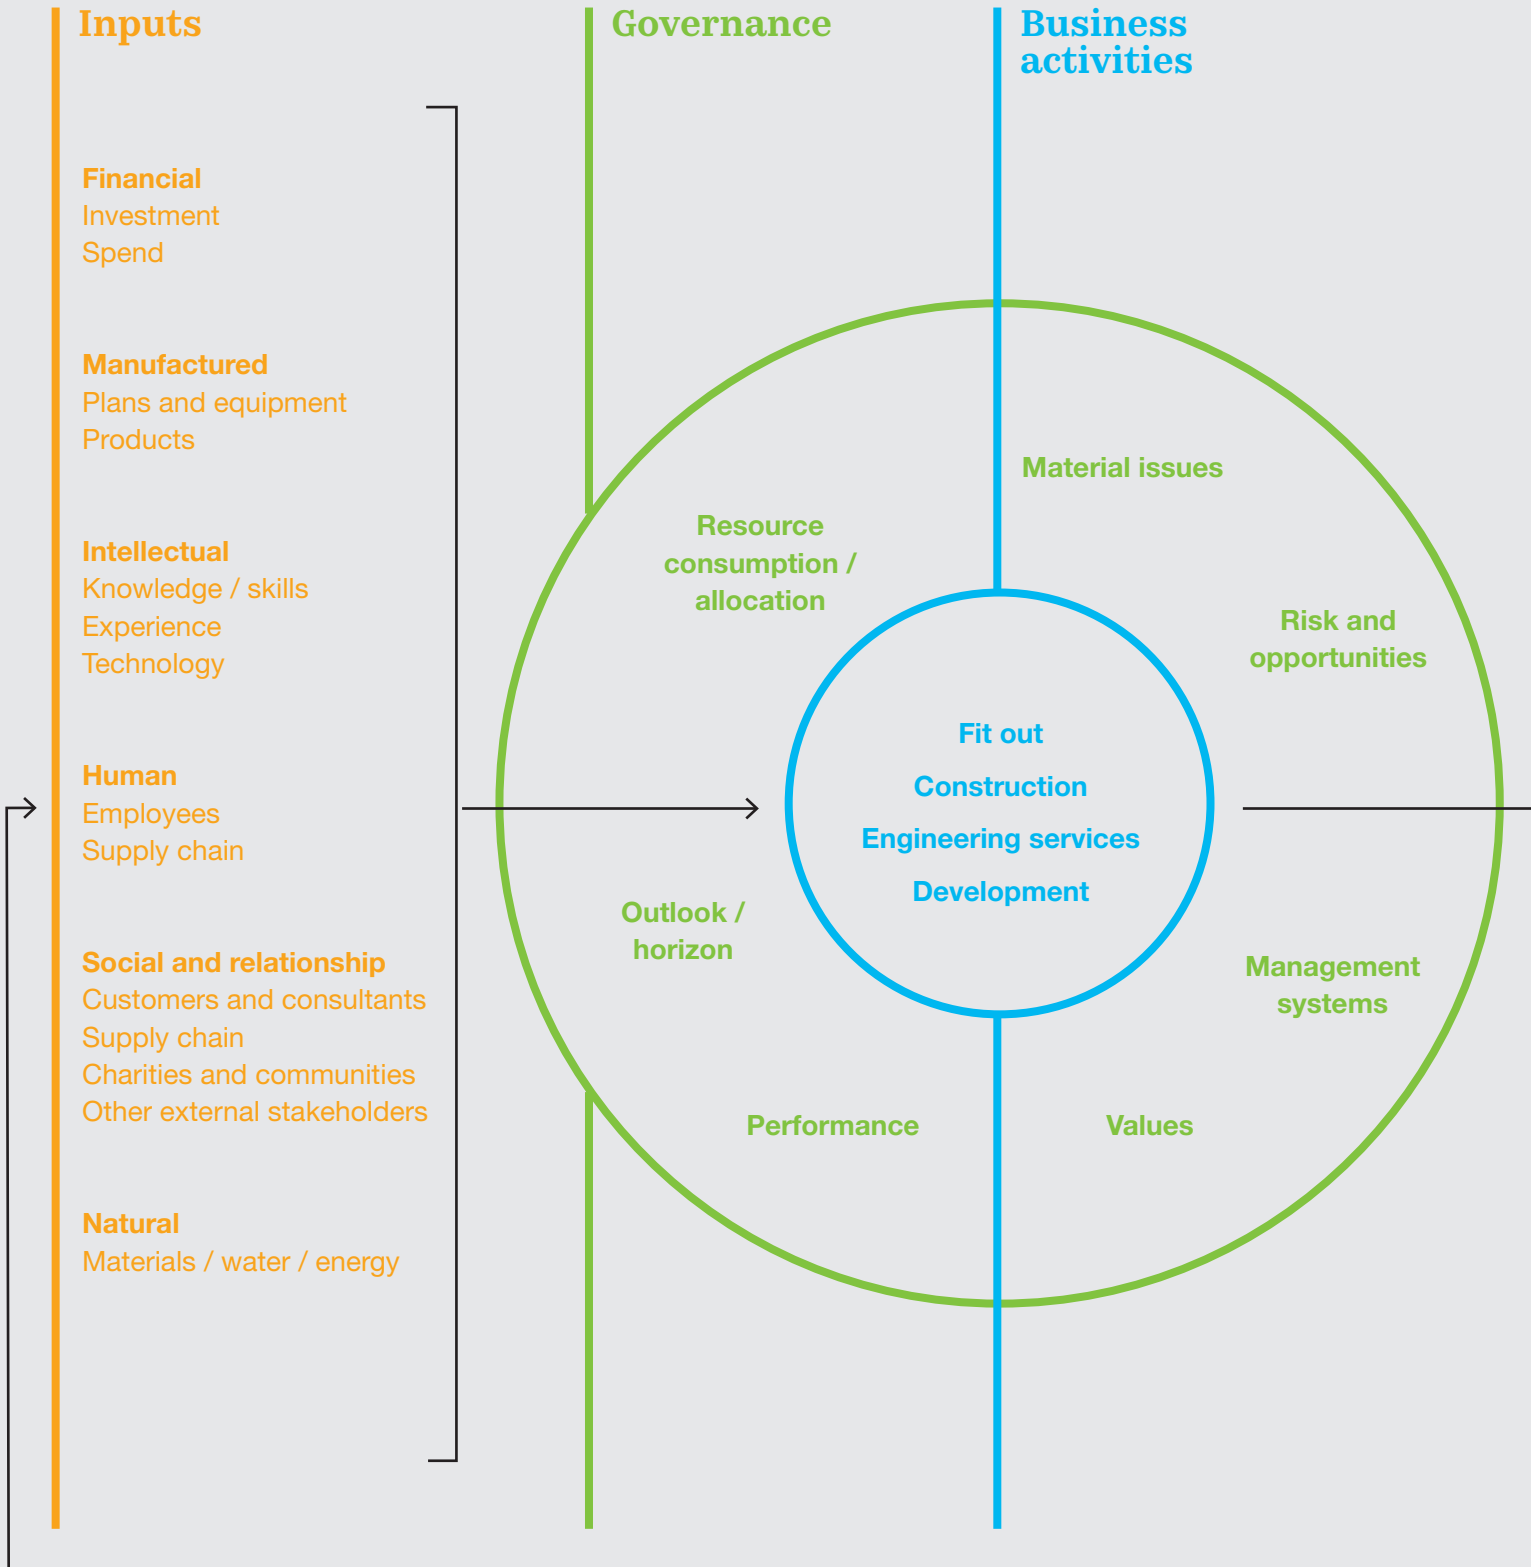 Inputs
Financial
Investment
Spend
Manufactured
Plans and equipment
Products
Intellectual
Knowledge / skills
Experience
Technology
Human
Employees
Supply chain
Social and relationship
Customers and consultants
Supply chain
Charities and communities
Other external stakeholders
Natural
Materials / water / energy
Governance
Resource
consumption /
allocation
Outlook /
horizon
Performance
Business
activities
Material issues
Risk and
opportunities
Fit out
Construction
Engineering services
Development
Management
systems
Values